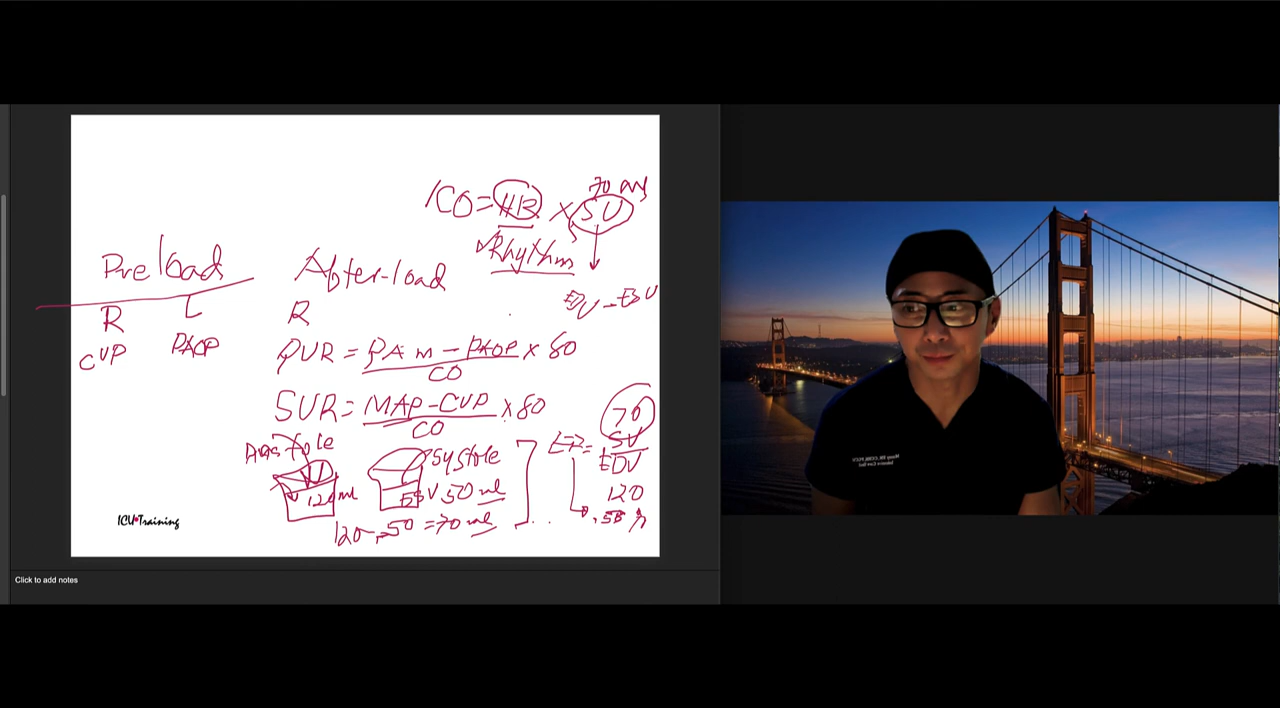 70 ml
CO = HR × SV
Rhythm
EDV - ESV
Preload
After-load
R L
R
CVP PAOP
PVR = PAM - PAOP × 80
CO
SVR = MAP - CVP × 80
CO
70
EF = SV
EDV
120
Diastole
Systole
120 ml
ESV 50 ml
120 - 50 = 70 ml
.58
ICU Training
Click to add notes